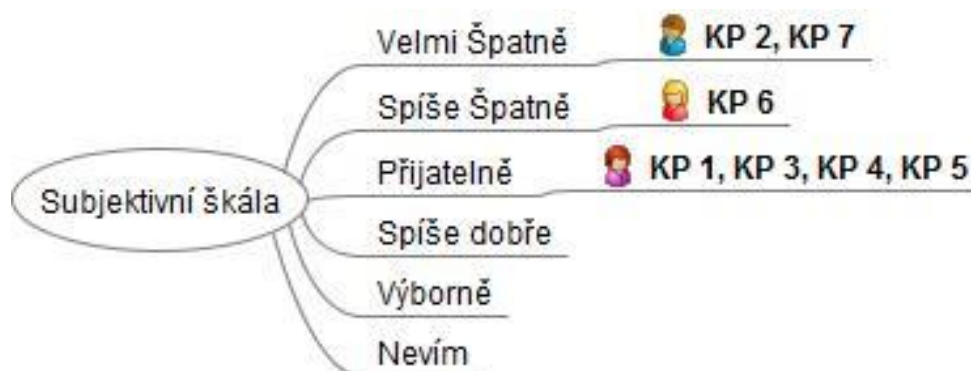 Velmi Špatně KP 2, KP 7
Spíše Špatně KP 6
Přijatelně KP 1, KP 3, KP 4, KP 5
Subjektivní škála
Spíše dobře
Výborně
Nevím